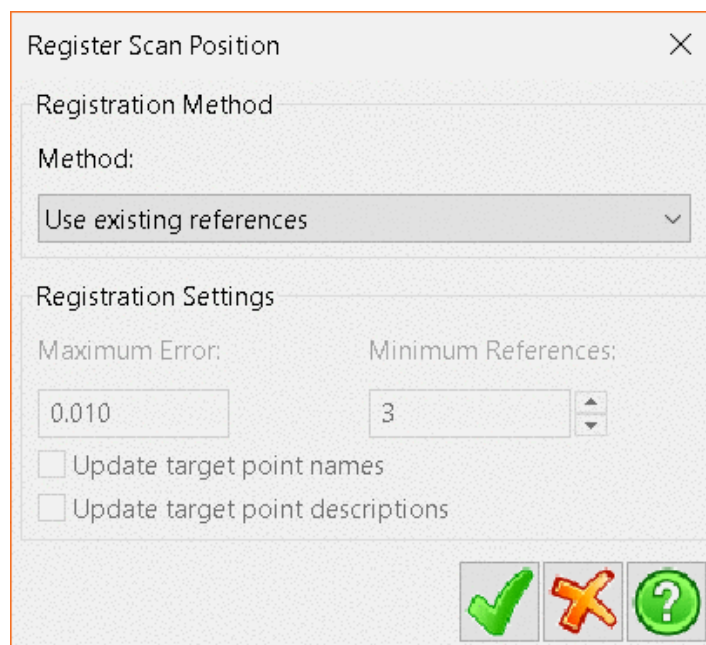 Register Scan Position
Registration Method
Method:
Use existing references
Registration Settings
Maximum Error:
Minimum References:
0.010
3
Update target point names
Update target point descriptions
?